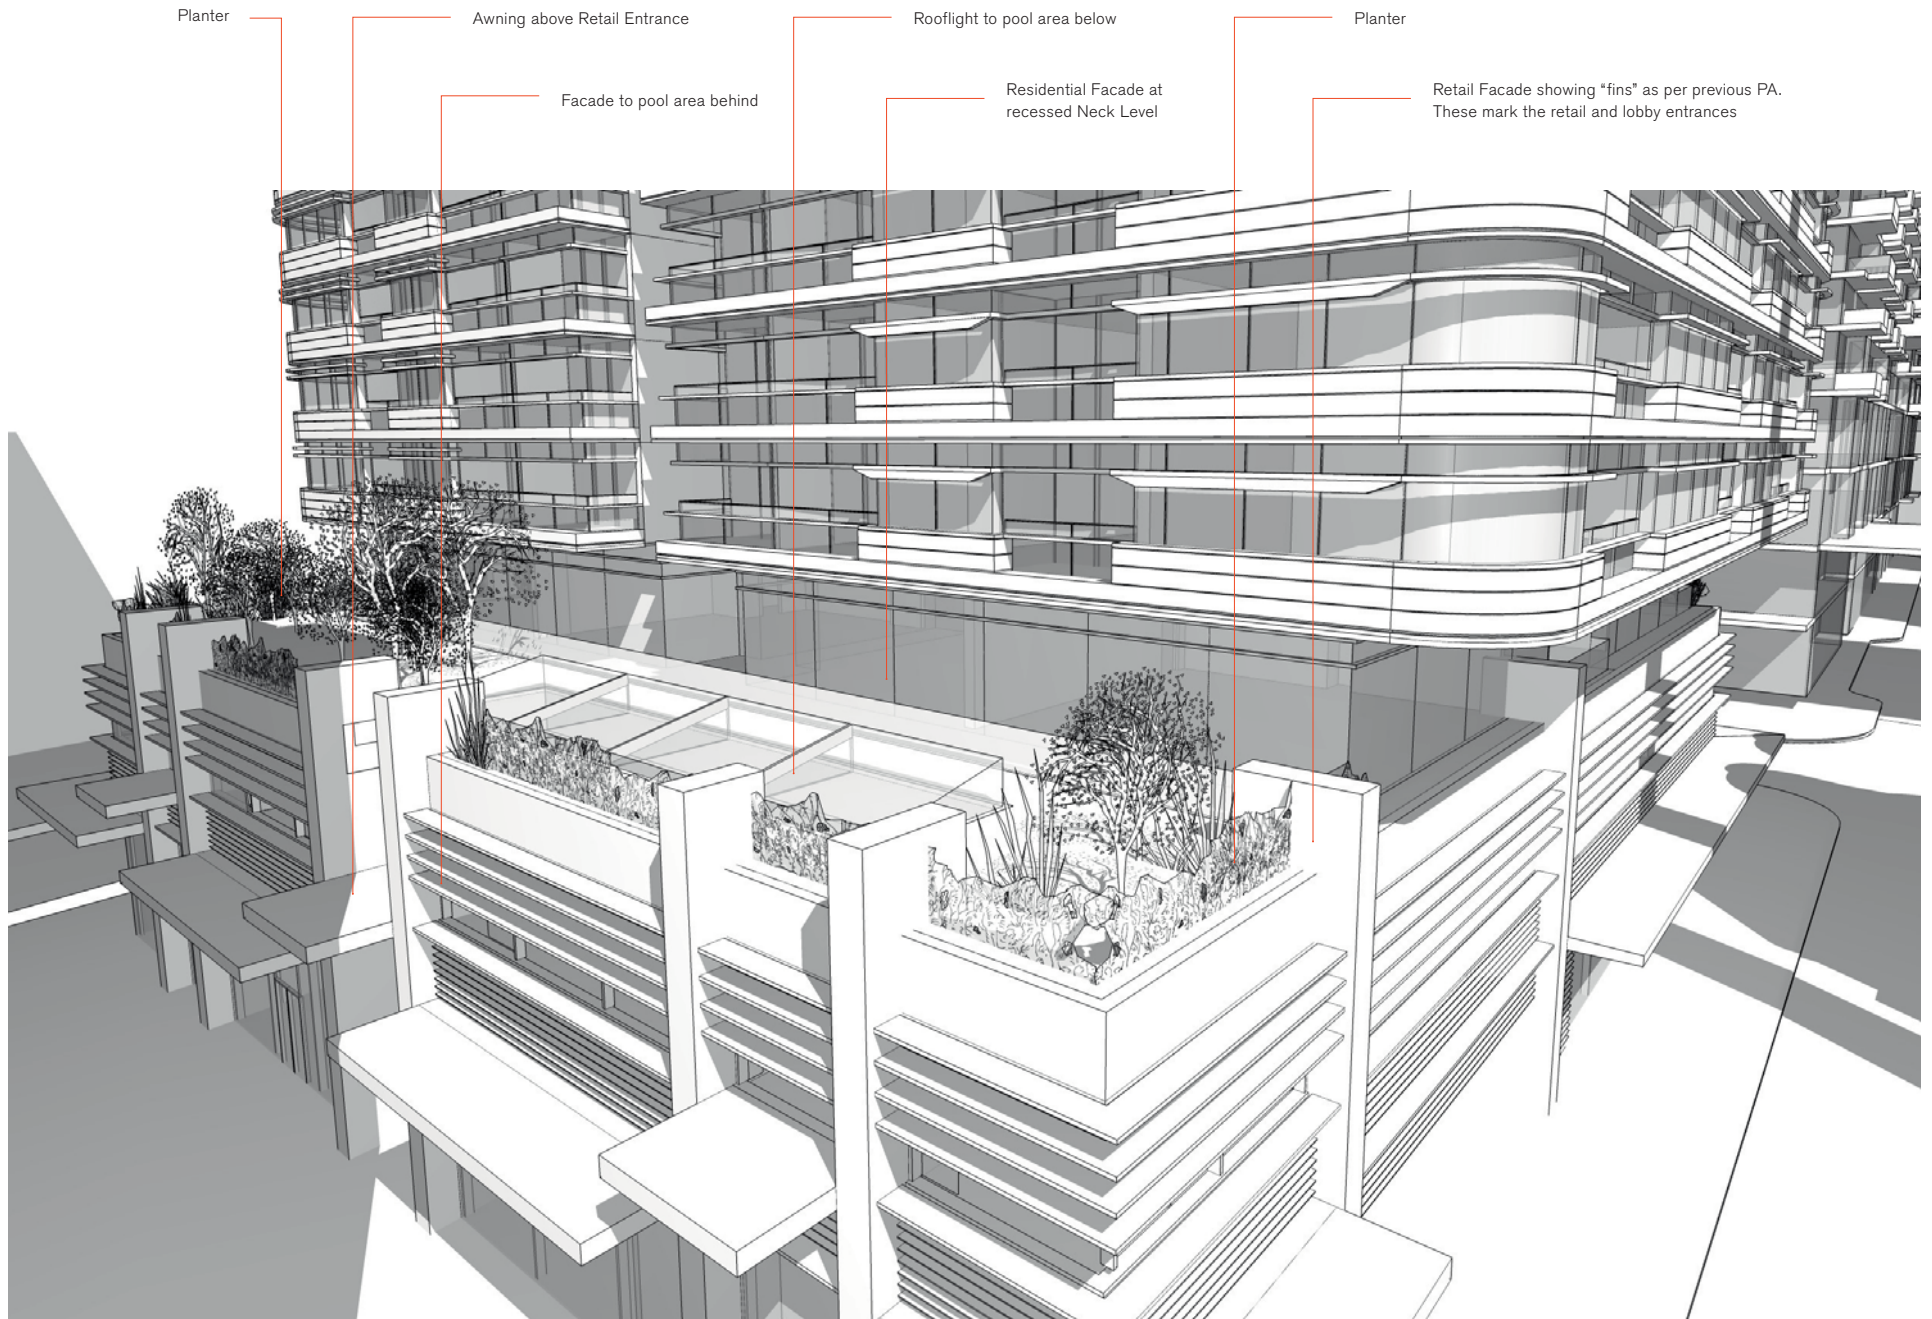 Planter
Awning above Retail Entrance
Rooflight to pool area below
Planter
Facade to pool area behind
Residential Facade at
recessed Neck Level
Retail Facade showing “fins” as per previous PA.
These mark the retail and lobby entrances